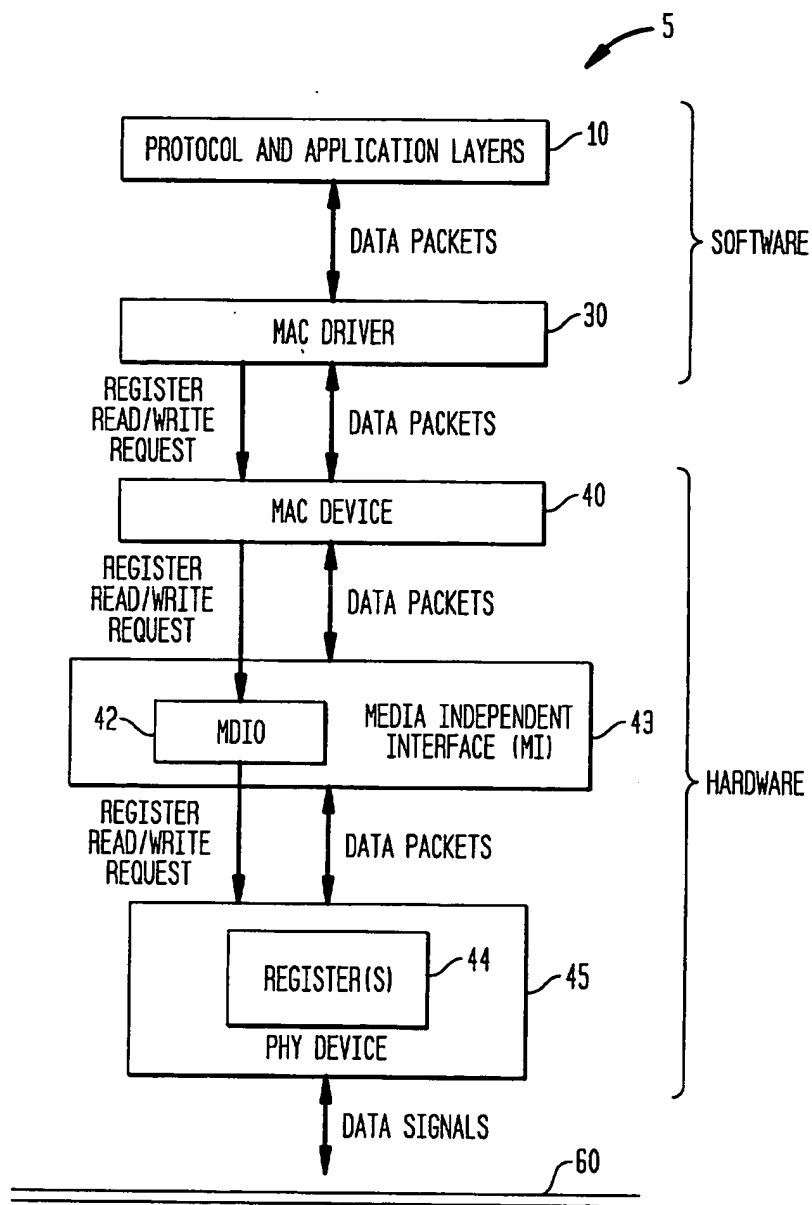 5
PROTOCOL AND APPLICATION LAYERS
10
DATA PACKETS
SOFTWARE
MAC DRIVER
30
REGISTER
READ/WRITE
REQUEST
DATA PACKETS
MAC DEVICE
40
REGISTER
READ/WRITE
REQUEST
DATA PACKETS
42
MDIO
MEDIA INDEPENDENT
INTERFACE (MI)
43
HARDWARE
REGISTER
READ/WRITE
REQUEST
DATA PACKETS
REGISTER(S)
44
45
PHY DEVICE
DATA SIGNALS
60